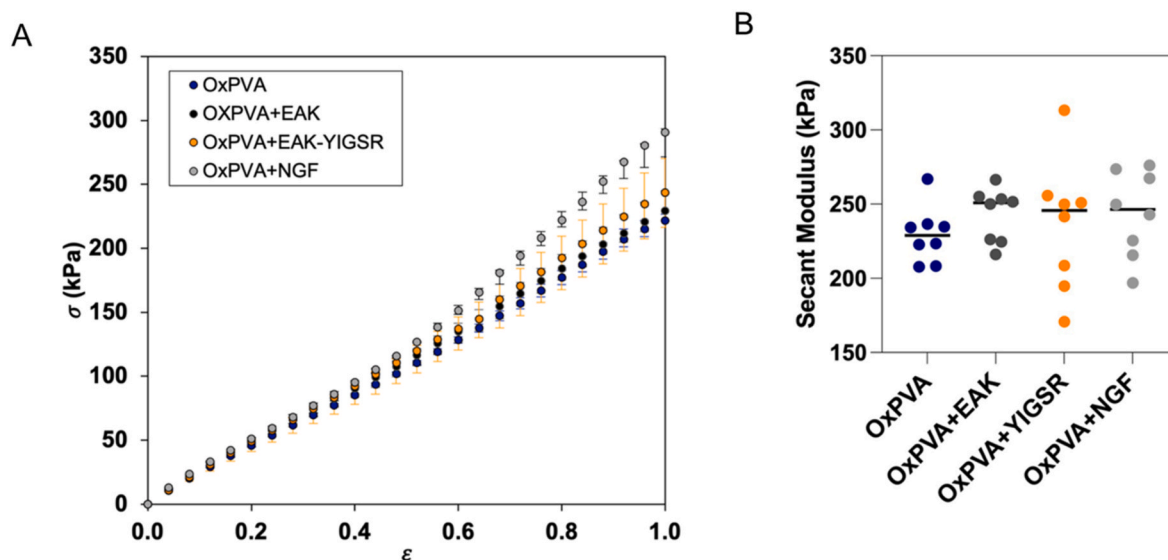 A
350
300
250
200
150
100
50
0
σ (kPa)
OxPVA
OXPVA+EAK
OxPVA+EAK-YIGSR
OxPVA+NGF
0.0 0.2 0.4 0.6 0.8 1.0
ε
B
350
300
250
200
150
Secant Modulus (kPa)
OxPVA
OxPVA+EAK
OxPVA+YIGSR
OxPVA+NGF